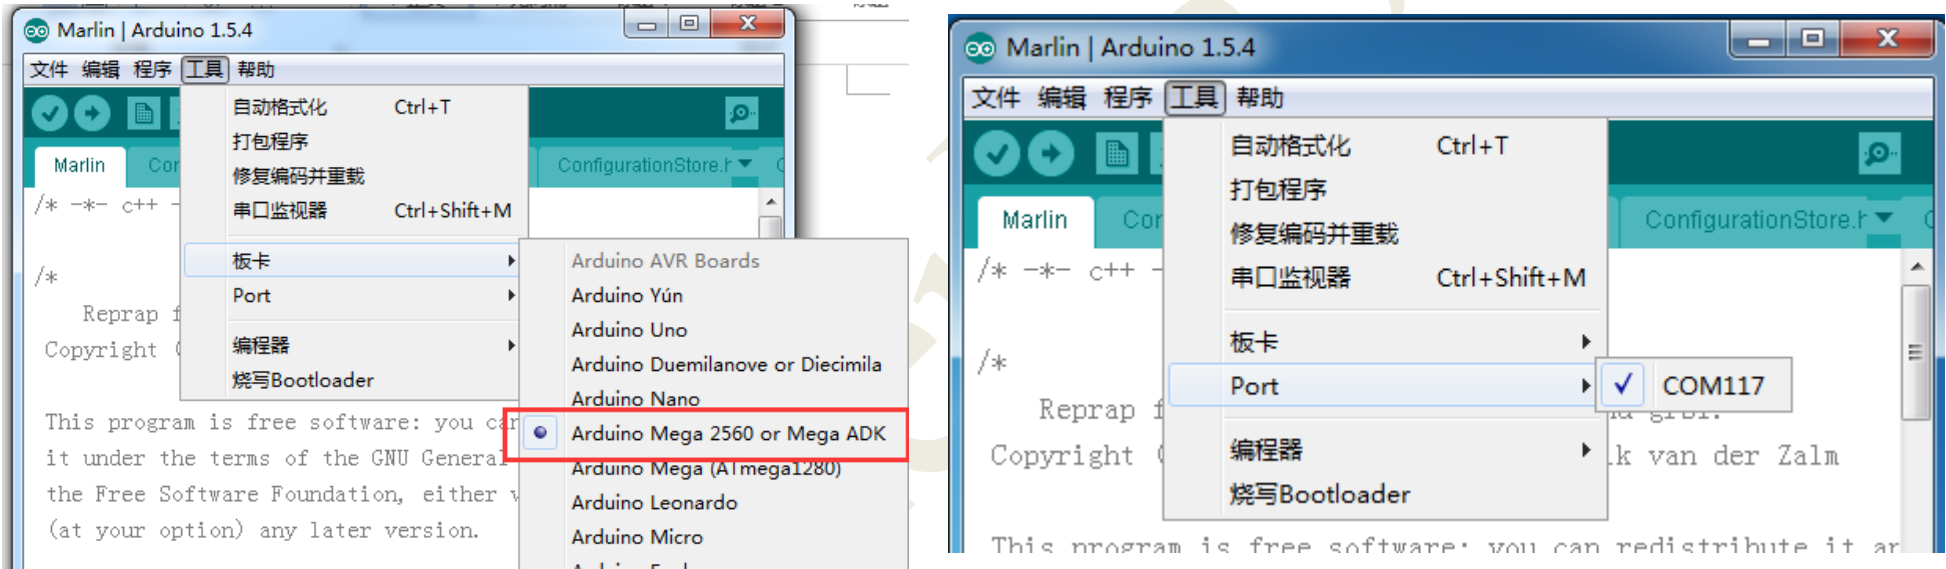 Marlin | Arduino 1.5.4
文件 编辑 程序 工具 帮助
自动格式化 Ctrl+T
打包程序
修复编码并重载
串口监视器 Ctrl+Shift+M
板卡
Port
编程器
烧写Bootloader
Marlin Cor ConfigurationStore.h
/* -*- c++ -
/*
Reprap f
Copyright (
This program is free software: you can
it under the terms of the GNU General
the Free Software Foundation, either v
(at your option) any later version.
Arduino AVR Boards
Arduino Yún
Arduino Uno
Arduino Duemilanove or Diecimila
Arduino Nano
Arduino Mega 2560 or Mega ADK
Arduino Mega (ATmega1280)
Arduino Leonardo
Arduino Micro
Marlin | Arduino 1.5.4
文件 编辑 程序 工具 帮助
自动格式化 Ctrl+T
打包程序
修复编码并重载
串口监视器 Ctrl+Shift+M
板卡
Port
编程器
烧写Bootloader
COM117
Marlin Cor ConfigurationStore.h
/* -*- c++ -
/*
Reprap f grbl.
Copyright ( k van der Zalm
This program is free software: you can redistribute it ar